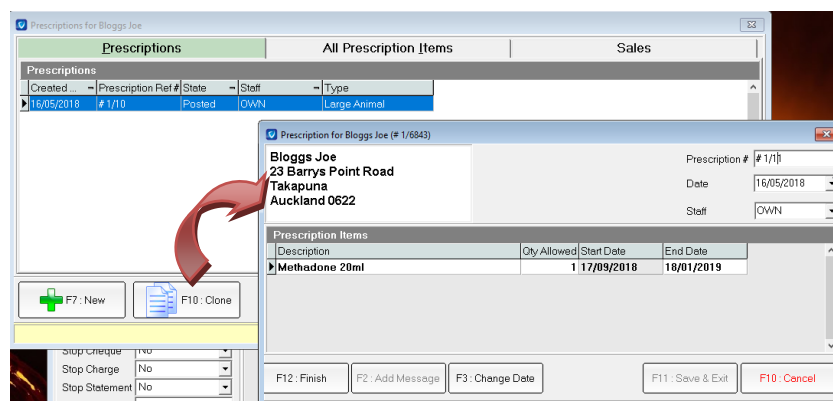 Prescriptions for Bloggs Joe
Prescriptions All Prescription Items Sales
Prescriptions
Created ... Prescription Ref # State Staff Type
16/05/2018 # 1/10 Posted OWN Large Animal
Prescription for Bloggs Joe (# 1/6843)
Bloggs Joe
23 Barrys Point Road
Takapuna
Auckland 0622
Prescription # # 1/11
Date 16/05/2018
Staff OWN
Prescription Items
Description Qty Allowed Start Date End Date
Methadone 20ml 1 17/09/2018 18/01/2019
F7 : New F10 : Clone
Stop Cheque No
Stop Charge No
Stop Statement No
F12 : Finish F2 : Add Message F3 : Change Date F11 : Save & Exit F10 : Cancel